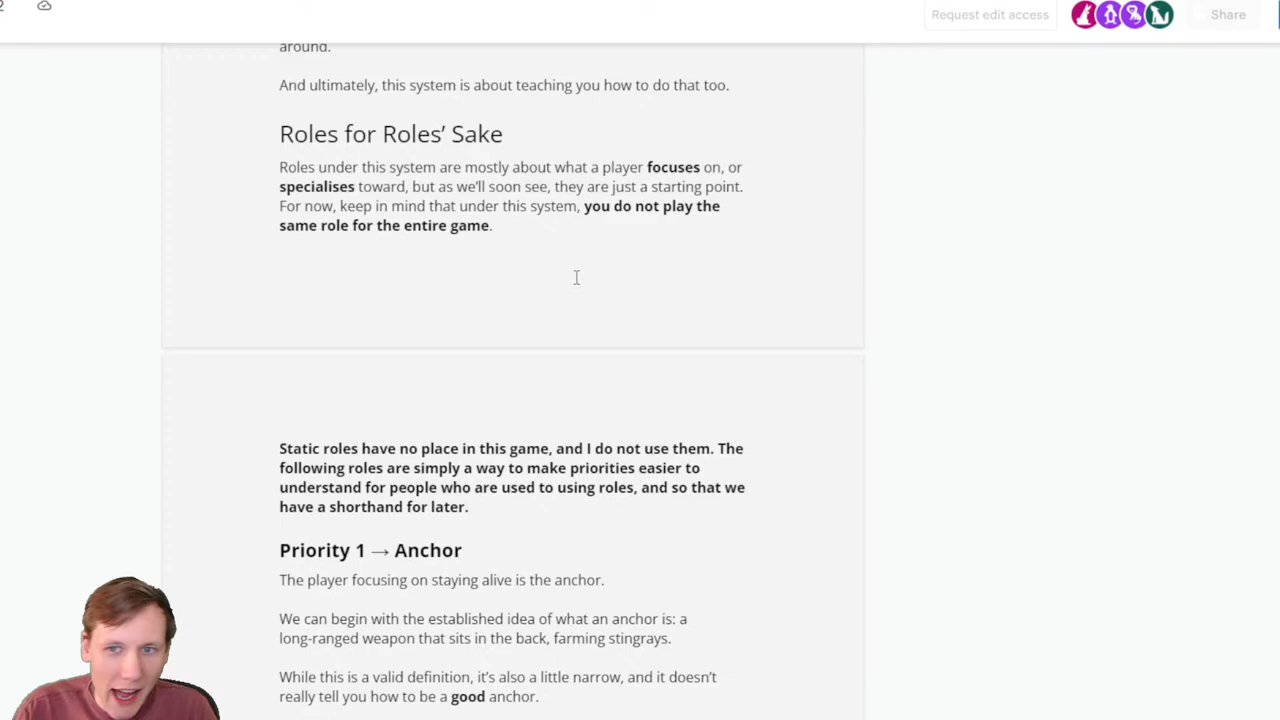 2
Request edit access
Share
around.
And ultimately, this system is about teaching you how to do that too.
Roles for Roles’ Sake
Roles under this system are mostly about what a player focuses on, or
specialises toward, but as we’ll soon see, they are just a starting point.
For now, keep in mind that under this system, you do not play the
same role for the entire game.
Static roles have no place in this game, and I do not use them. The
following roles are simply a way to make priorities easier to
understand for people who are used to using roles, and so that we
have a shorthand for later.
Priority 1 → Anchor
The player focusing on staying alive is the anchor.
We can begin with the established idea of what an anchor is: a
long-ranged weapon that sits in the back, farming stingrays.
While this is a valid definition, it’s also a little narrow, and it doesn’t
really tell you how to be a good anchor.